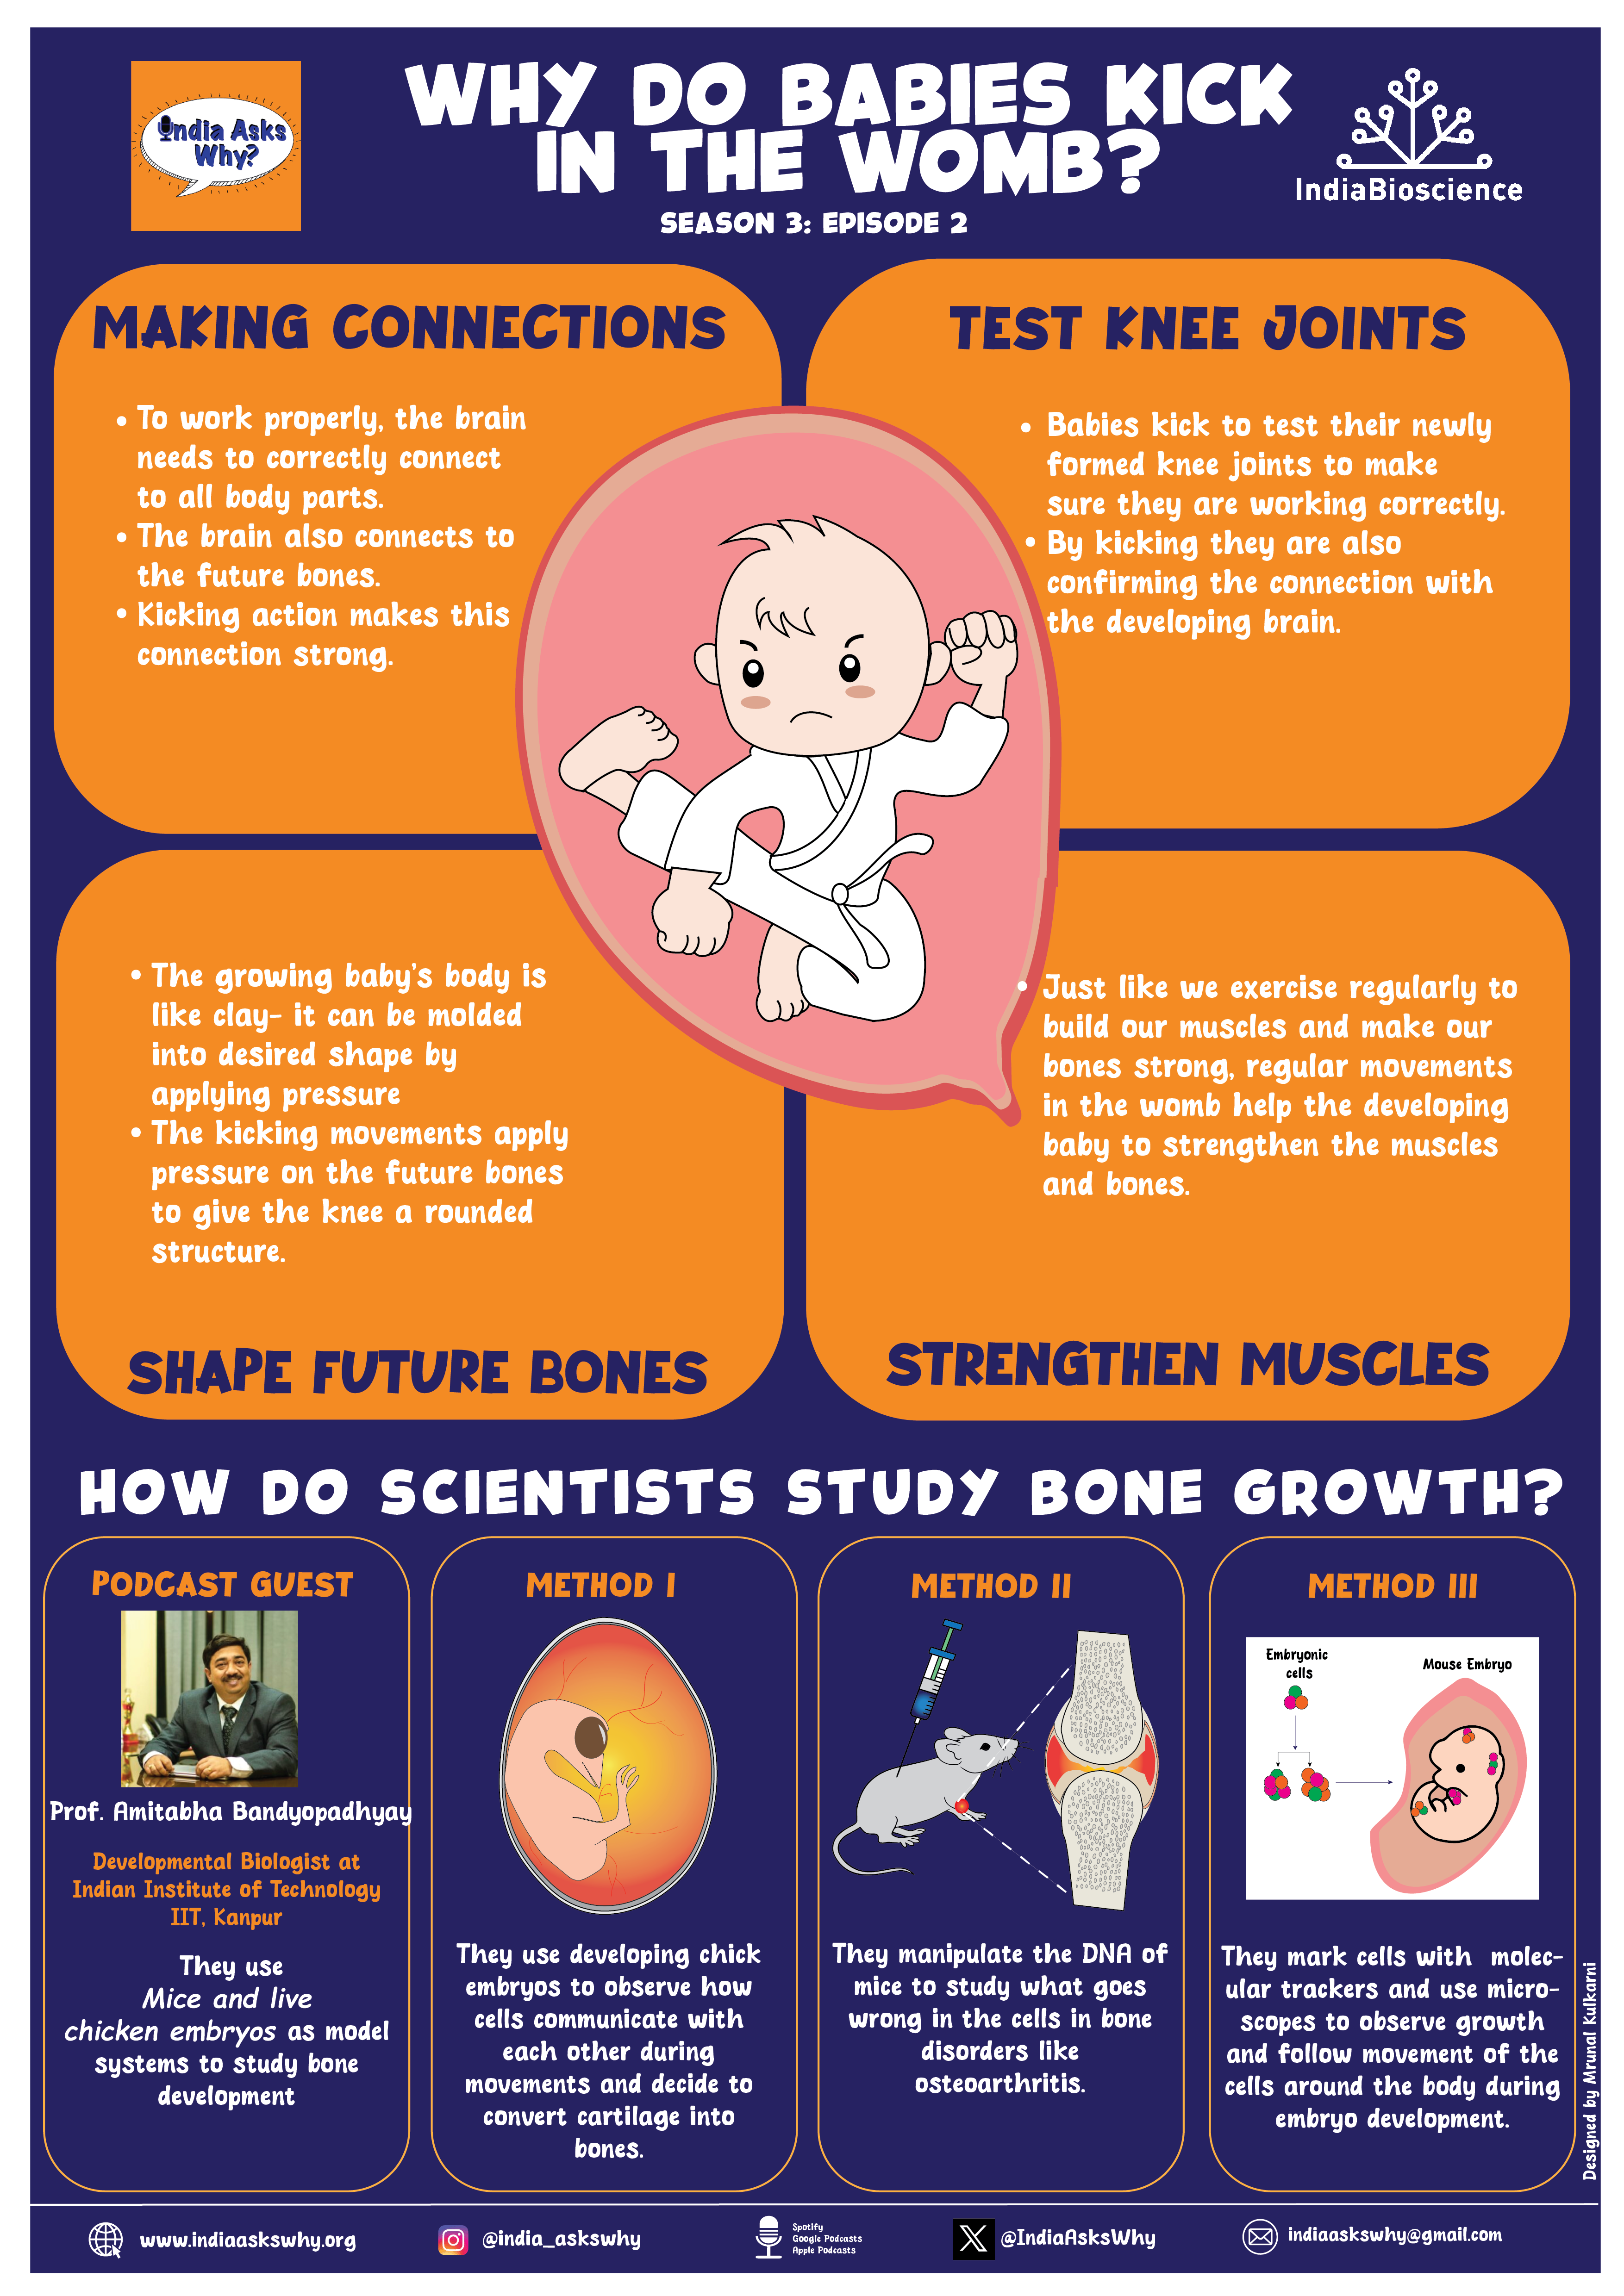 India Asks
Why?
WHY DO BABIES KICK
IN THE WOMB?
SEASON 3: EPISODE 2
IndiaBioscience
MAKING CONNECTIONS
• To work properly, the brain
needs to correctly connect
to all body parts.
• The brain also connects to
the future bones.
• Kicking action makes this
connection strong.
TEST KNEE JOINTS
• Babies kick to test their newly
formed knee joints to make
sure they are working correctly.
• By kicking they are also
confirming the connection with
the developing brain.
• The growing baby's body is
like clay- it can be molded
into desired shape by
applying pressure
• The kicking movements apply
pressure on the future bones
to give the knee a rounded
structure.
SHAPE FUTURE BONES
• Just like we exercise regularly to
build our muscles and make our
bones strong, regular movements
in the womb help the developing
baby to strengthen the muscles
and bones.
STRENGTHEN MUSCLES
HOW DO SCIENTISTS STUDY BONE GROWTH?
PODCAST GUEST
Prof. Amitabha Bandyopadhyay
Developmental Biologist at
Indian Institute of Technology
IIT, Kanpur
They use
Mice and live
chicken embryos as model
systems to study bone
development
METHOD I
They use developing chick
embryos to observe how
cells communicate with
each other during
movements and decide to
convert cartilage into
bones.
METHOD II
They manipulate the DNA of
mice to study what goes
wrong in the cells in bone
disorders like
osteoarthritis.
METHOD III
Embryonic
cells
Mouse Embryo
They mark cells with molec-
ular trackers and use micro-
scopes to observe growth
and follow movement of the
cells around the body during
embryo development.
Designed by Mrunal Kulkarni
www.indiaaskswhy.org
@india_askswhy
Spotify
Google Podcasts
Apple Podcasts
@IndiaAsksWhy
indiaaskswhy@gmail.com